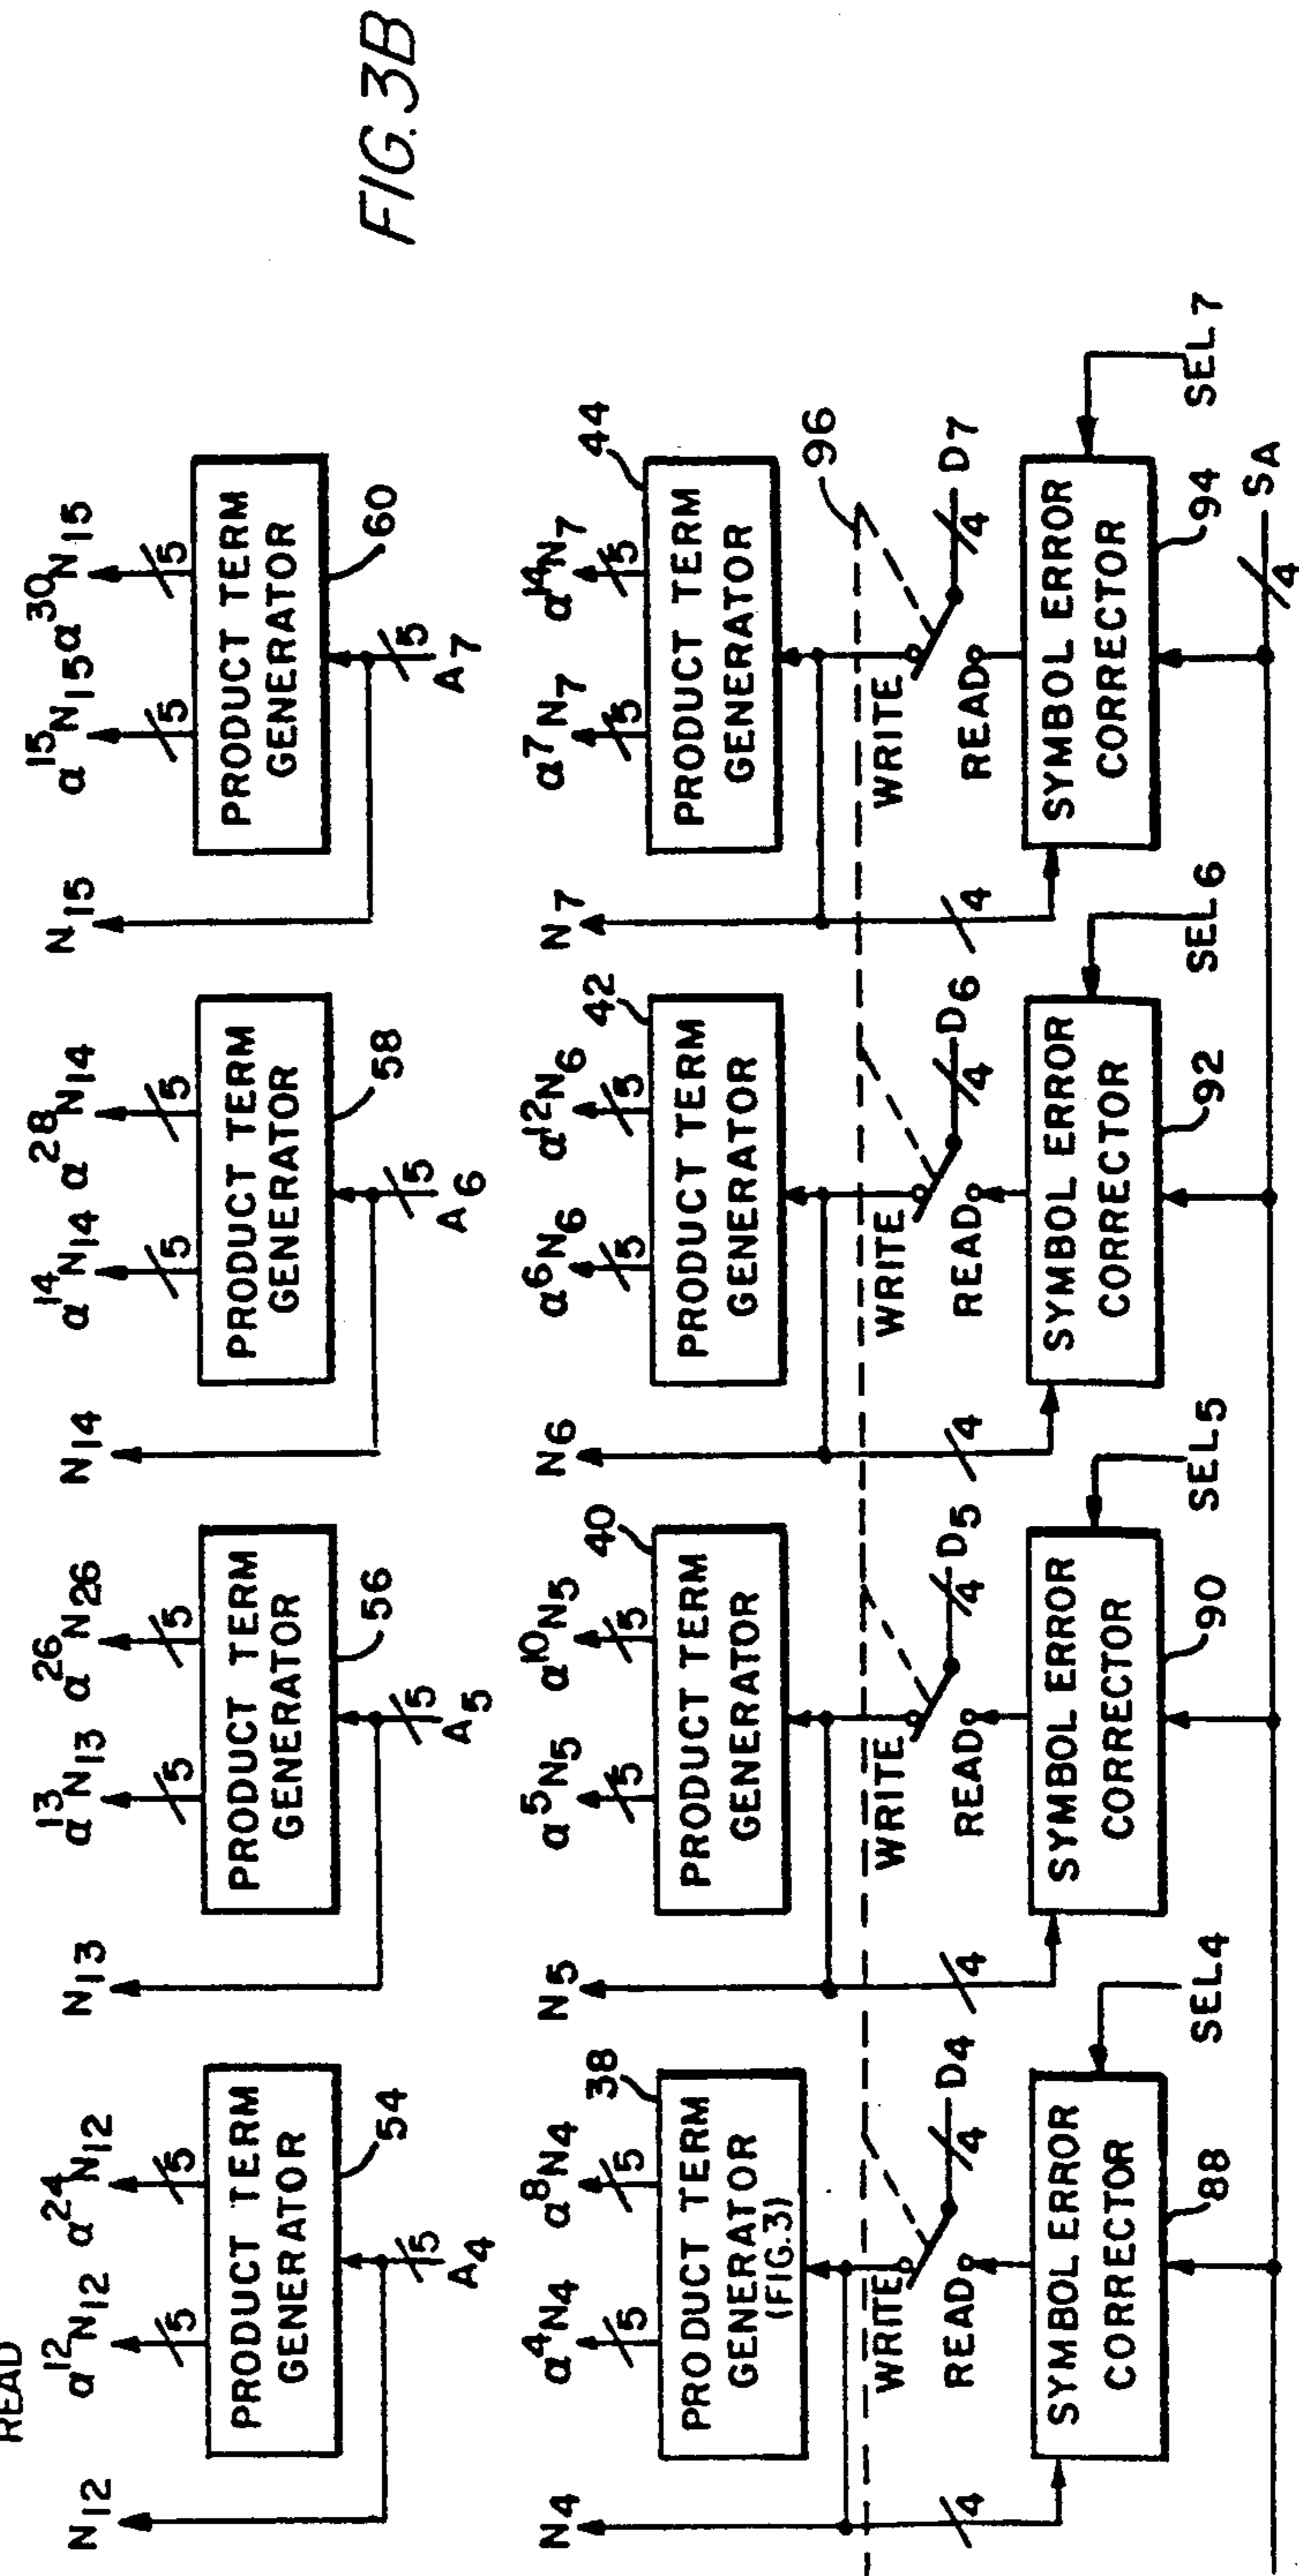 FIG. 3B
READ
N12 α12N12 α24N12
N13 α13N13 α26N26
N14 α14N14 α28N14
N15 α15N15 α30N15
5 5 5 5 5 5 5 5
PRODUCT TERM GENERATOR
PRODUCT TERM GENERATOR
PRODUCT TERM GENERATOR
PRODUCT TERM GENERATOR
54 56 58 60
5 5 5 5
A4 A5 A6 A7
N4 α4N4 α8N4
N5 α5N5 α10N5
N6 α6N6 α12N6
N7 α7N7 α14N7
5 5 5 5 5 5 5 5
38 40 42 44
PRODUCT TERM GENERATOR (FIG.3)
PRODUCT TERM GENERATOR
PRODUCT TERM GENERATOR
PRODUCT TERM GENERATOR
96
WRITE WRITE WRITE WRITE
4 D4 4 D5 4 D6 4 D7
READ READ READ READ
4 4 4 4
SYMBOL ERROR CORRECTOR
SYMBOL ERROR CORRECTOR
SYMBOL ERROR CORRECTOR
SYMBOL ERROR CORRECTOR
88 90 92 94
SEL4 SEL5 SEL6 SEL7
4 SA